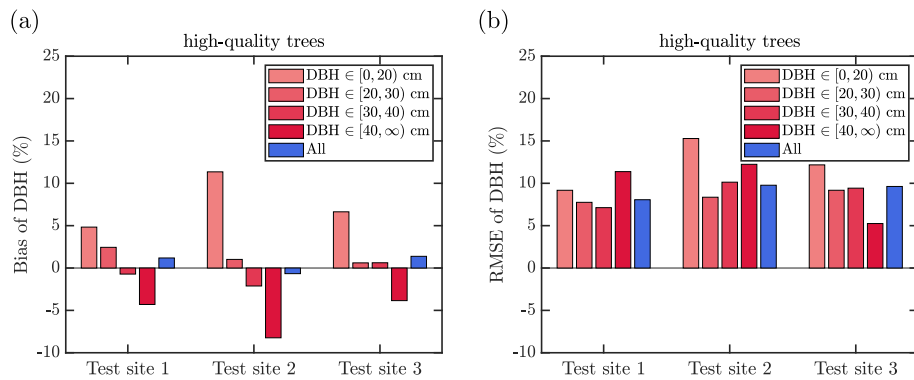 (a)
high-quality trees
Bias of DBH (%)
25
20
15
10
5
0
-5
-10
DBH ∈ [0, 20) cm
DBH ∈ [20, 30) cm
DBH ∈ [30, 40) cm
DBH ∈ [40, ∞) cm
All
Test site 1 Test site 2 Test site 3
(b)
high-quality trees
RMSE of DBH (%)
25
20
15
10
5
0
-5
-10
DBH ∈ [0, 20) cm
DBH ∈ [20, 30) cm
DBH ∈ [30, 40) cm
DBH ∈ [40, ∞) cm
All
Test site 1 Test site 2 Test site 3